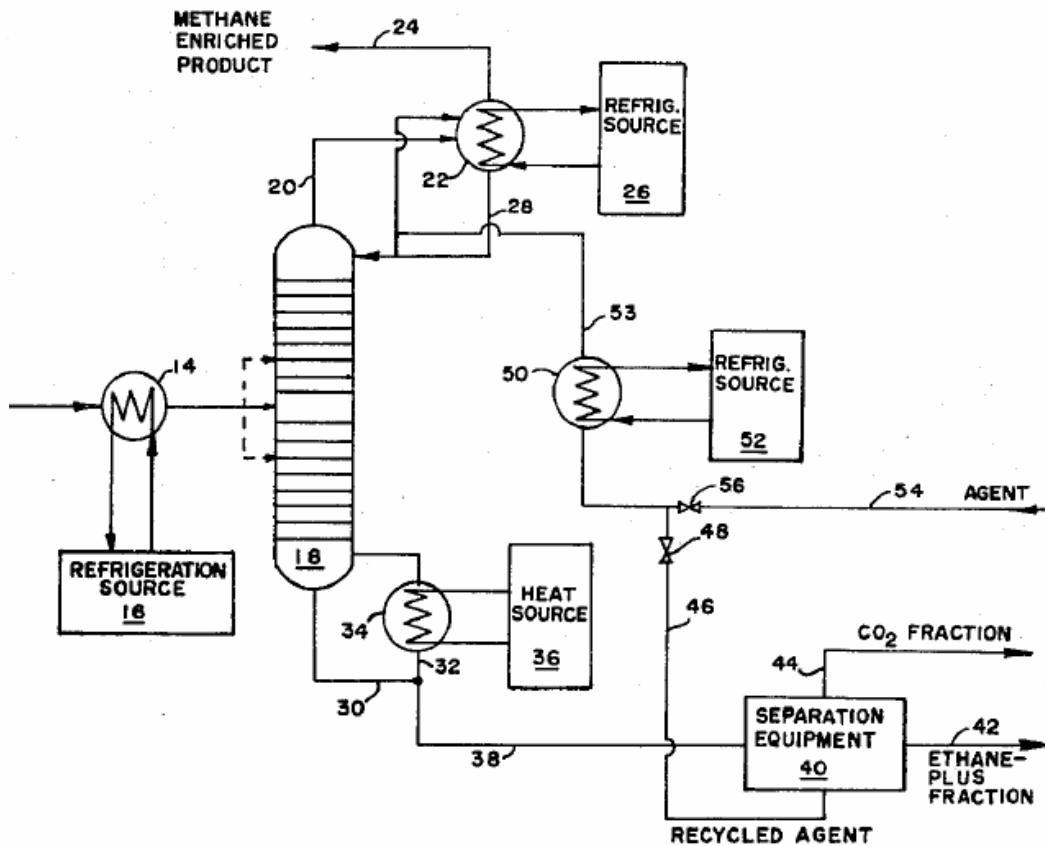 METHANE
ENRICHED
PRODUCT
24
REFRIG.
SOURCE
26
22
20
28
53
14
50
REFRIG.
SOURCE
52
56
54
AGENT
48
18
REFRIGERATION
SOURCE
16
34
HEAT
SOURCE
36
46
32
30
CO2 FRACTION
44
SEPARATION
EQUIPMENT
40
42
38
ETHANE-
PLUS
FRACTION
RECYCLED AGENT